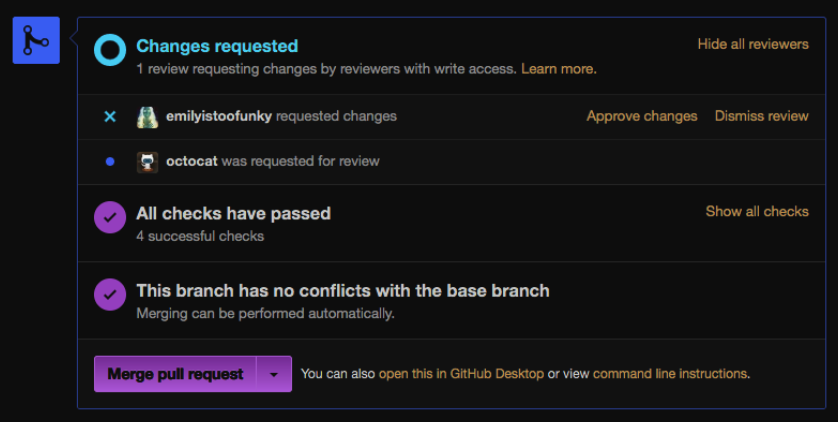 Changes requested
Hide all reviewers
1 review requesting changes by reviewers with write access. Learn more.
emilyistoofunky requested changes
Approve changes
Dismiss review
octocat was requested for review
All checks have passed
Show all checks
4 successful checks
This branch has no conflicts with the base branch
Merging can be performed automatically.
Merge pull request
You can also open this in GitHub Desktop or view command line instructions.